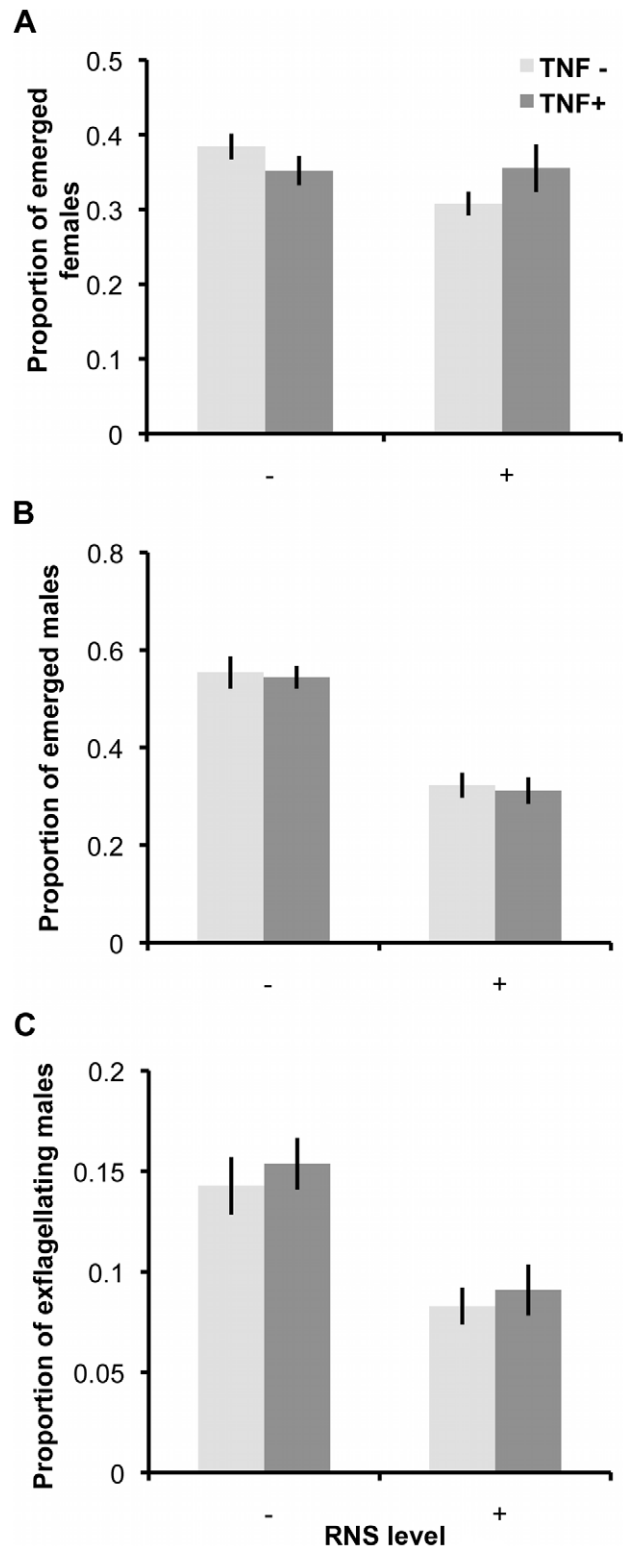 A
0.5
TNF -
TNF+
0.4
0.3
0.2
0.1
0
Proportion of emerged
females
- +
B
0.8
0.6
0.4
0.2
0
Proportion of emerged males
- +
C
0.2
0.15
0.1
0.05
0
Proportion of exflagellating males
- +
RNS level